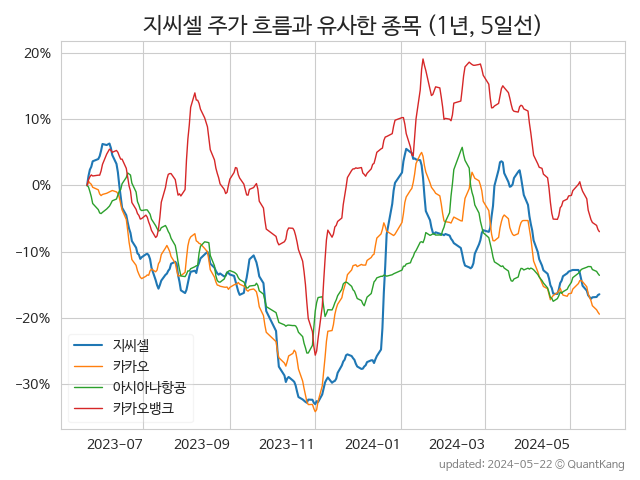 지씨셀 주가 흐름과 유사한 종목 (1년, 5일선)
20%
10%
0%
−10%
−20%
−30%
지씨셀
카카오
아시아나항공
카카오뱅크
2023-07 2023-09 2023-11 2024-01 2024-03 2024-05
updated: 2024-05-22 © QuantKang